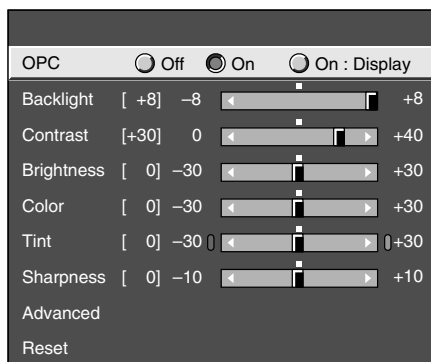 OPC Off On On : Display
Backlight [ +8] –8 +8
Contrast [+30] 0 +40
Brightness [ 0] –30 +30
Color [ 0] –30 +30
Tint [ 0] –30 +30
Sharpness [ 0] –10 +10
Advanced
Reset